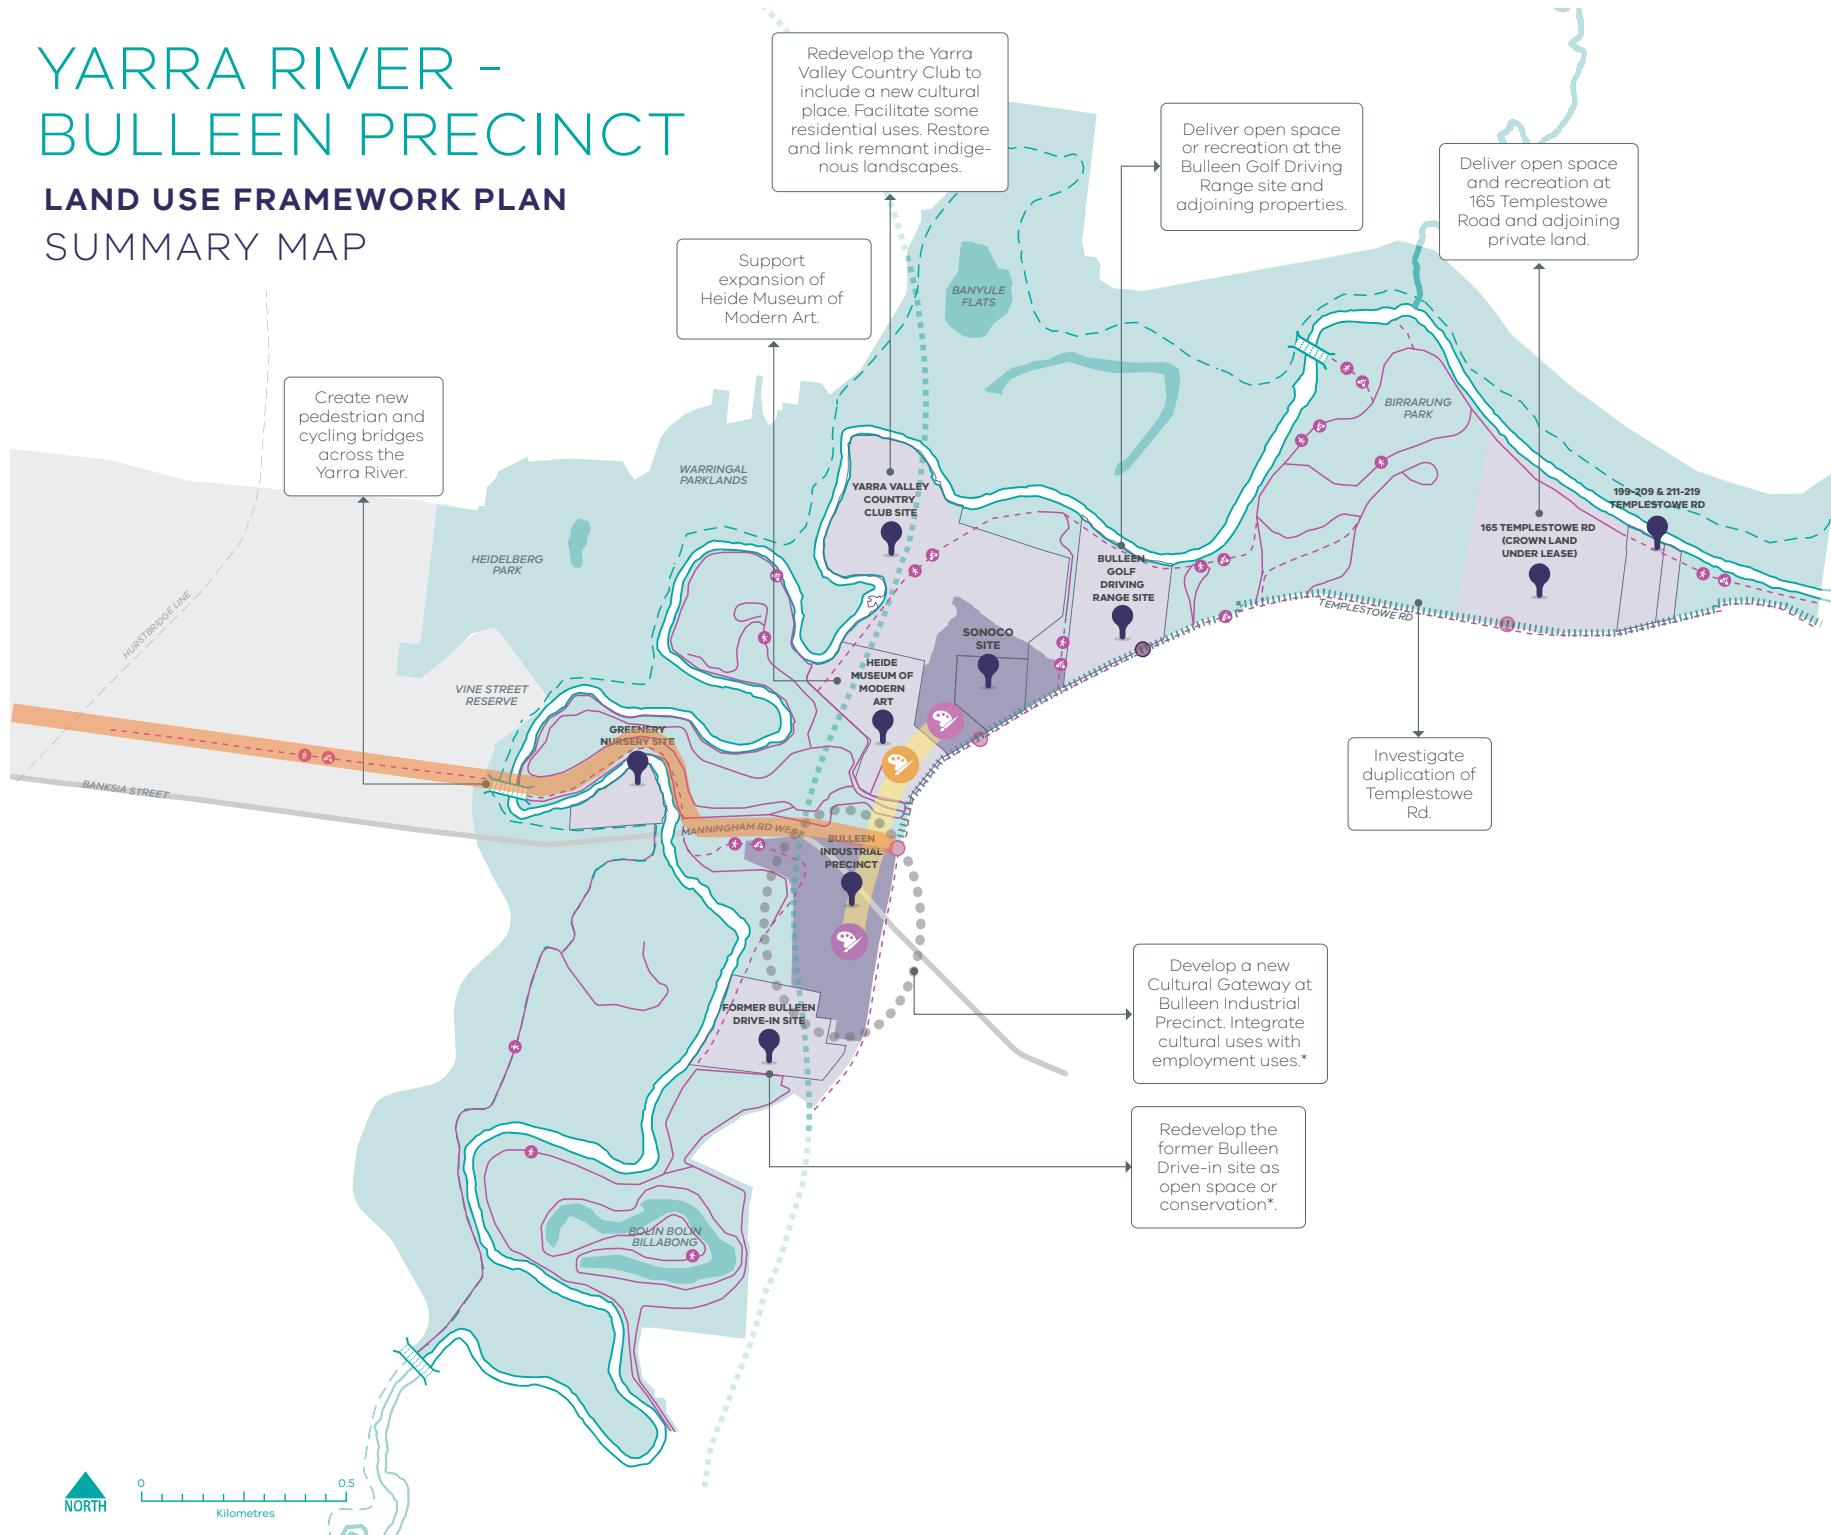 YARRA RIVER -
BULLEEN PRECINCT
LAND USE FRAMEWORK PLAN
SUMMARY MAP
Redevelop the Yarra
Valley Country Club to
include a new cultural
place. Facilitate some
residential uses. Restore
and link remnant indige-
nous landscapes.
Deliver open space
or recreation at the
Bulleen Golf Driving
Range site and
adjoining properties.
Deliver open space
and recreation at
165 Templestowe
Road and adjoining
private land.
Support
expansion of
Heide Museum of
Modern Art.
Create new
pedestrian and
cycling bridges
across the
Yarra River.
BANYULE
FLATS
BIRRARUNG
PARK
WARRINGAL
PARKLANDS
YARRA VALLEY
COUNTRY
CLUB SITE
199-209 & 211-219
TEMPLESTOWE RD
165 TEMPLESTOWE RD
(CROWN LAND
UNDER LEASE)
HEIDELBERG
PARK
BULLEEN
GOLF
DRIVING
RANGE SITE
HURSTBRIDGE LINE
TEMPLESTOWE RD
SONOCO
SITE
HEIDE
MUSEUM OF
MODERN
ART
VINE STREET
RESERVE
GREENERY
NURSERY SITE
BANKSIA STREET
Investigate
duplication of
Templestowe
Rd.
MANNINGHAM RD WEST
BULLEEN
INDUSTRIAL
PRECINCT
Develop a new
Cultural Gateway at
Bulleen Industrial
Precinct. Integrate
cultural uses with
employment uses.*
FORMER BULLEEN
DRIVE-IN SITE
Redevelop the
former Bulleen
Drive-in site as
open space or
conservation*.
BOLIN BOLIN
BILLABONG
NORTH
0 0.5
Kilometres